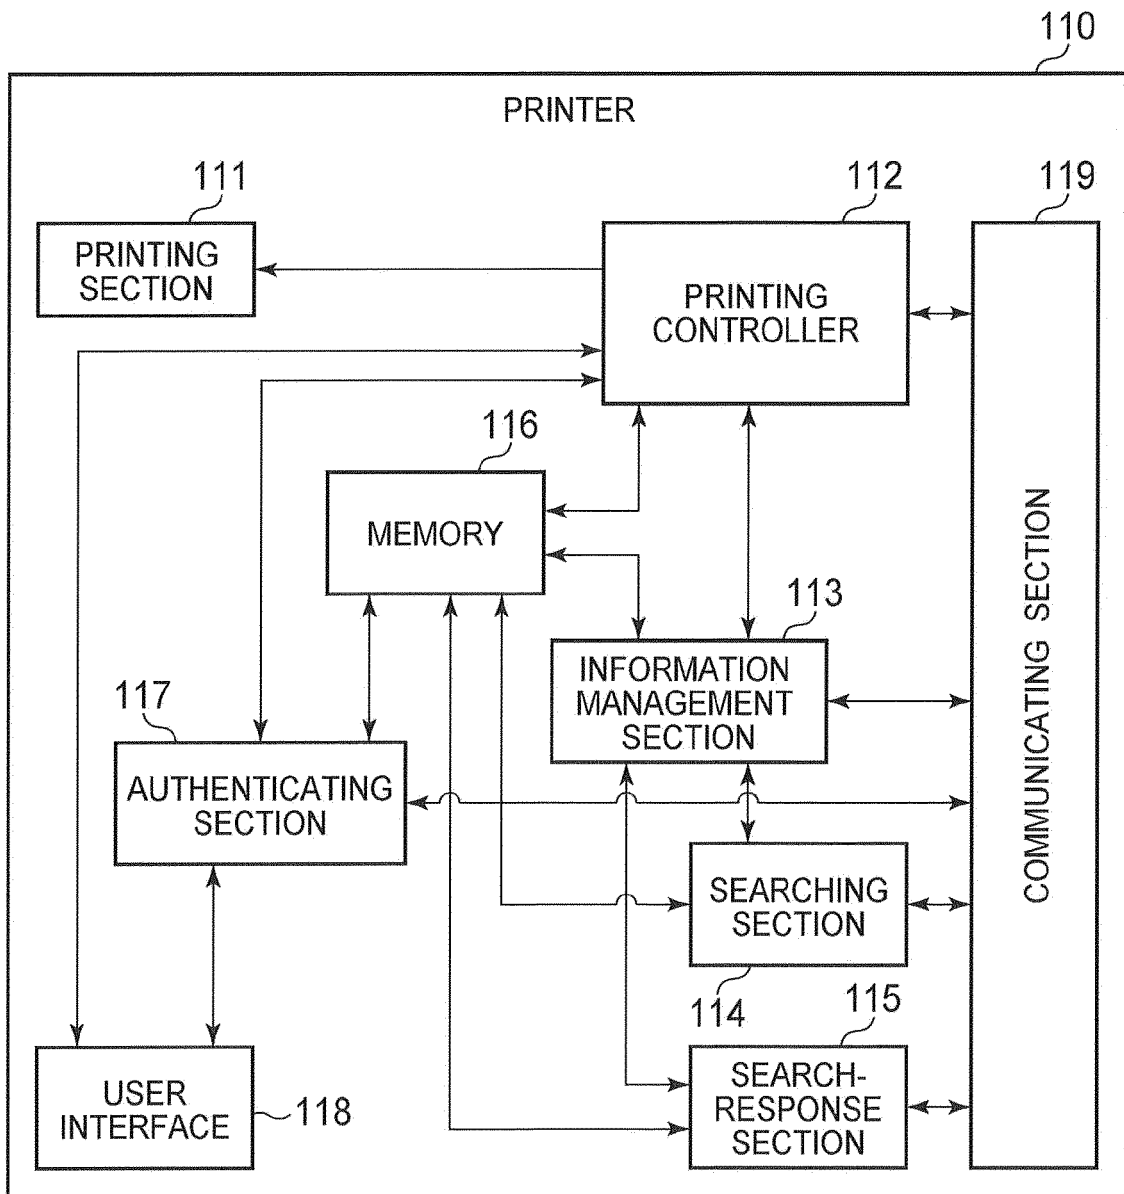 110
PRINTER
111
112
119
PRINTING
SECTION
PRINTING
CONTROLLER
116
MEMORY
113
INFORMATION
MANAGEMENT
SECTION
COMMUNICATING SECTION
117
AUTHENTICATING
SECTION
SEARCHING
SECTION
114
115
USER
INTERFACE
118
SEARCH-
RESPONSE
SECTION